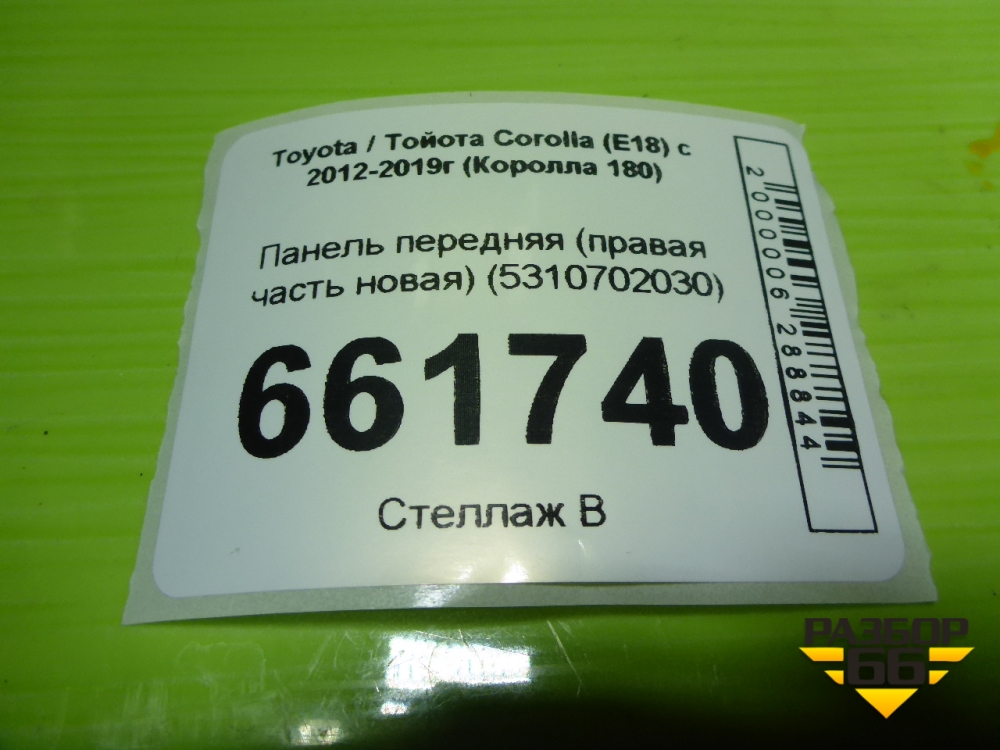 Toyota / Тойота Corolla (E18) с
2012-2019г (Королла 180)
Панель передняя (правая
часть новая) (5310702030)
661740
Стеллаж В
2000006288844
РАЗБОР
66